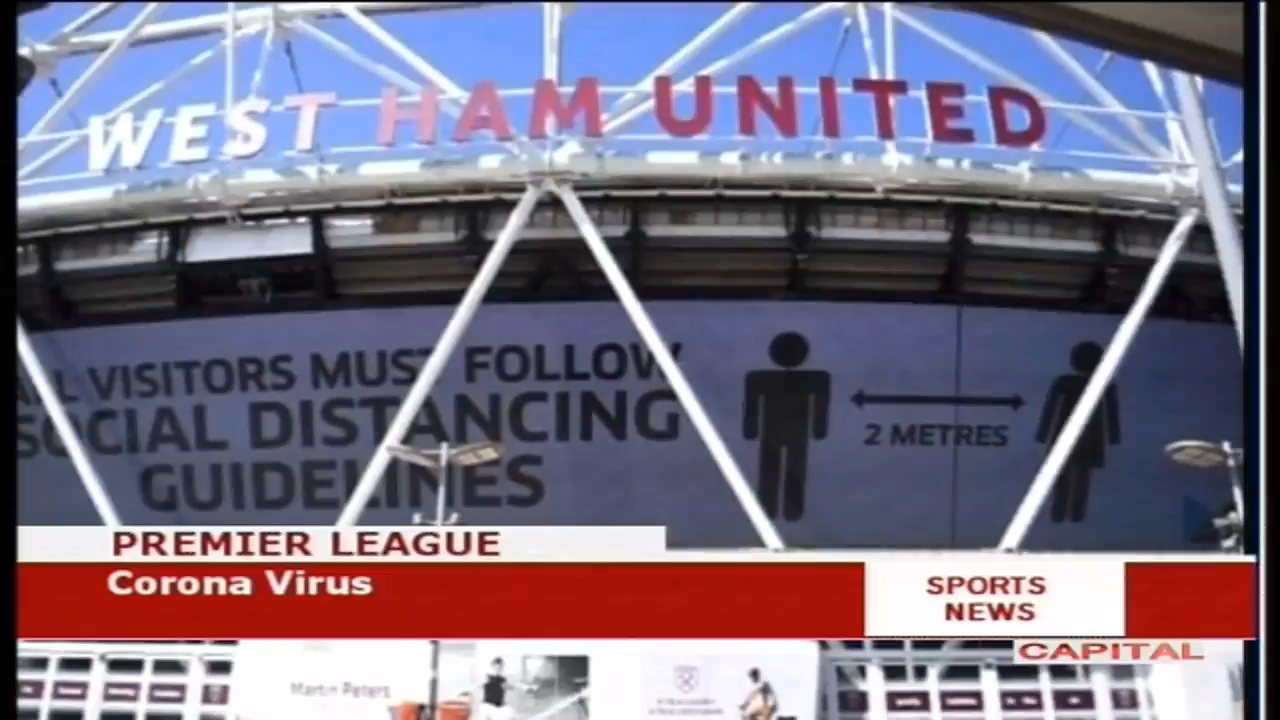 WEST HAM UNITED
ALL VISITORS MUST FOLLOW
SOCIAL DISTANCING
GUIDELINES
2 METRES
PREMIER LEAGUE
Corona Virus
SPORTS
NEWS
CAPITAL
Martin Peters